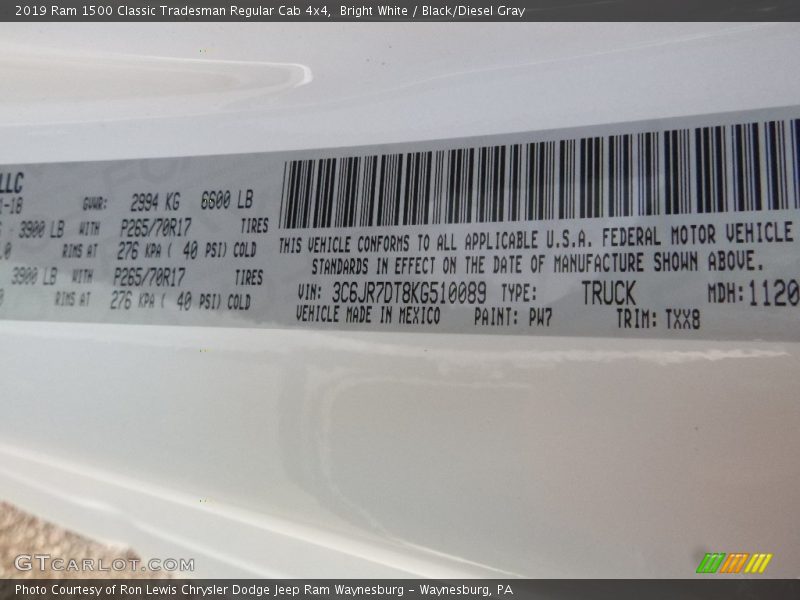 2019 Ram 1500 Classic Tradesman Regular Cab 4x4, Bright White / Black/Diesel Gray
LLC
-18
GVWR: 2994 KG 6600 LB
3900 LB WITH P265/70R17 TIRES
RIMS AT 276 KPA ( 40 PSI) COLD
3900 LB WITH P265/70R17 TIRES
RIMS AT 276 KPA ( 40 PSI) COLD
THIS VEHICLE CONFORMS TO ALL APPLICABLE U.S.A. FEDERAL MOTOR VEHICLE
STANDARDS IN EFFECT ON THE DATE OF MANUFACTURE SHOWN ABOVE.
VIN: 3C6JR7DT8KG510089 TYPE: TRUCK MDH: 1120
VEHICLE MADE IN MEXICO PAINT: PW7 TRIM: TXX8
GTCARLOT.COM
Photo Courtesy of Ron Lewis Chrysler Dodge Jeep Ram Waynesburg - Waynesburg, PA